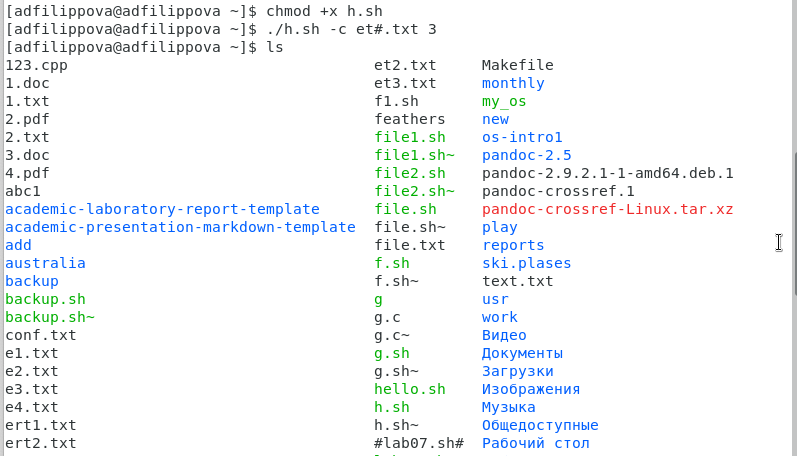 [adfilippova@adfilippova ~]$ chmod +x h.sh
[adfilippova@adfilippova ~]$ ./h.sh -c et#.txt 3
[adfilippova@adfilippova ~]$ ls
123.cpp et2.txt Makefile
1.doc et3.txt monthly
1.txt f1.sh my_os
2.pdf feathers new
2.txt file1.sh os-intro1
3.doc file1.sh~ pandoc-2.5
4.pdf file2.sh pandoc-2.9.2.1-1-amd64.deb.1
abc1 file2.sh~ pandoc-crossref.1
academic-laboratory-report-template file.sh pandoc-crossref-Linux.tar.xz
academic-presentation-markdown-template file.sh~ play
add file.txt reports
australia f.sh ski.plases
backup f.sh~ text.txt
backup.sh g usr
backup.sh~ g.c work
conf.txt g.c~ Видео
e1.txt g.sh Документы
e2.txt g.sh~ Загрузки
e3.txt hello.sh Изображения
e4.txt h.sh Музыка
ert1.txt h.sh~ Общедоступные
ert2.txt #lab07.sh# Рабочий стол